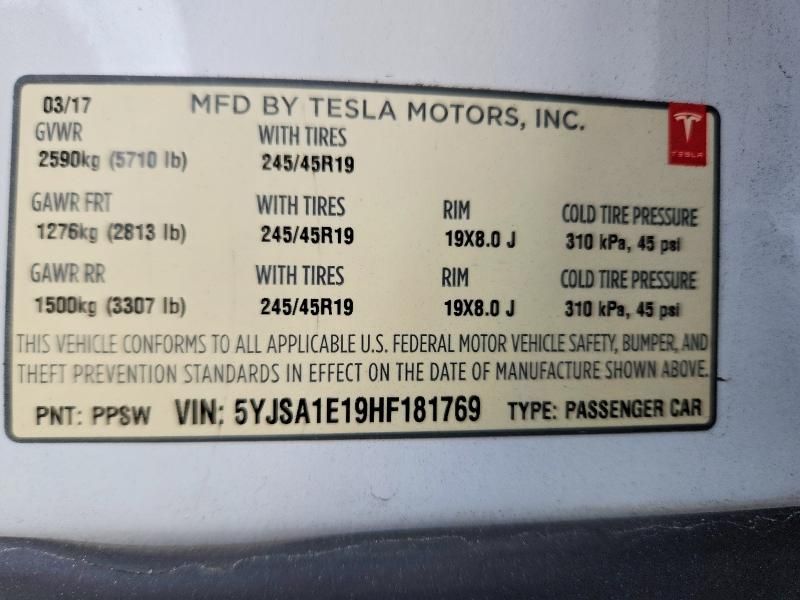 03/17 MFD BY TESLA MOTORS, INC.
TESLA
GVWR WITH TIRES
2590kg (5710 lb) 245/45R19
GAWR FRT WITH TIRES RIM COLD TIRE PRESSURE
1276kg (2813 lb) 245/45R19 19X8.0 J 310 kPa, 45 psi
GAWR RR WITH TIRES RIM COLD TIRE PRESSURE
1500kg (3307 lb) 245/45R19 19X8.0 J 310 kPa, 45 psi
THIS VEHICLE CONFORMS TO ALL APPLICABLE U.S. FEDERAL MOTOR VEHICLE SAFETY, BUMPER, AND
THEFT PREVENTION STANDARDS IN EFFECT ON THE DATE OF MANUFACTURE SHOWN ABOVE.
PNT: PPSW VIN: 5YJSA1E19HF181769 TYPE: PASSENGER CAR